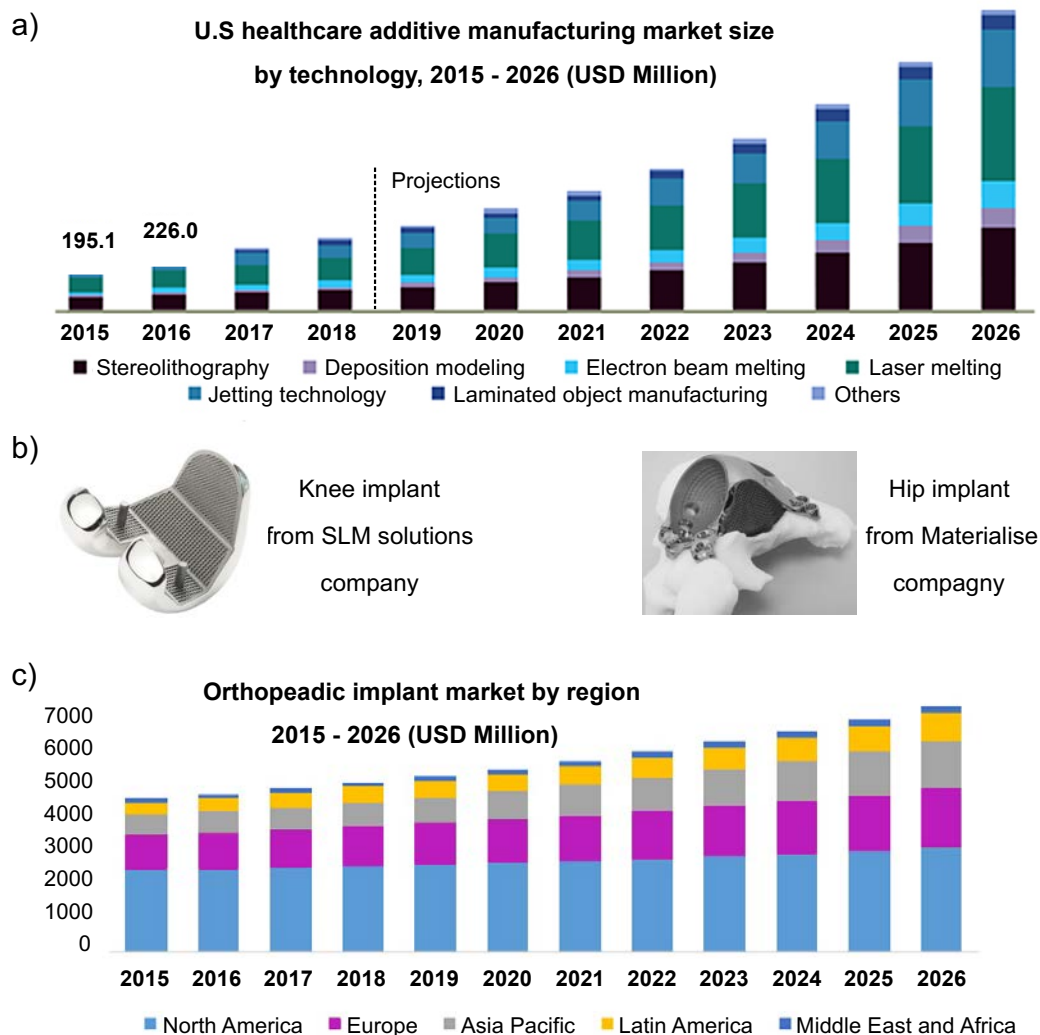 a)
U.S healthcare additive manufacturing market size
by technology, 2015 - 2026 (USD Million)
Projections
195.1
226.0
2015 2016 2017 2018 2019 2020 2021 2022 2023 2024 2025 2026
Stereolithography Deposition modeling Electron beam melting Laser melting
Jetting technology Laminated object manufacturing Others
b)
Knee implant
from SLM solutions
company
Hip implant
from Materialise
compagny
c)
Orthopeadic implant market by region
2015 - 2026 (USD Million)
7000
6000
5000
4000
3000
2000
1000
0
2015 2016 2017 2018 2019 2020 2021 2022 2023 2024 2025 2026
North America Europe Asia Pacific Latin America Middle East and Africa